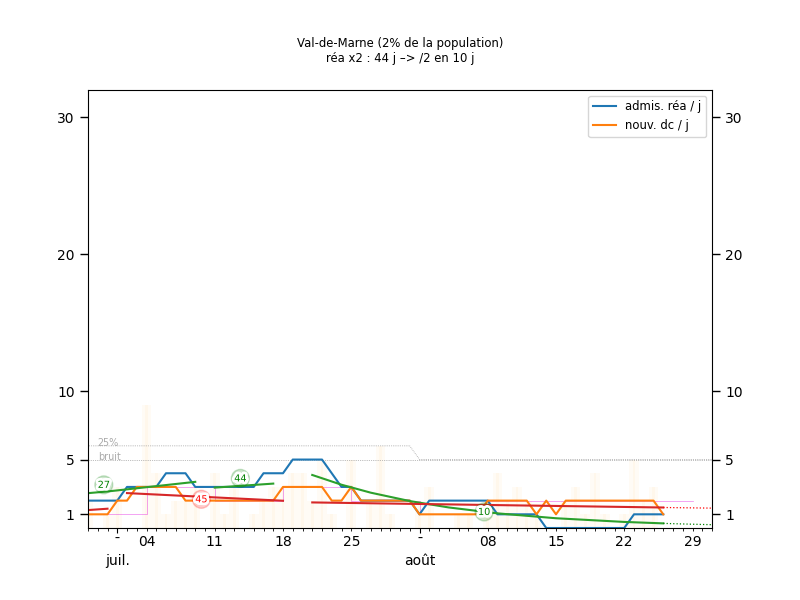 Val-de-Marne (2% de la population)
réa x2 : 44 j –> /2 en 10 j
admis. réa / j
nouv. dc / j
30 30
20 20
10 10
25%
bruit
5 5
27
45
44
10
1 1
- 04 11 18 25 - 08 15 22 29
juil. août